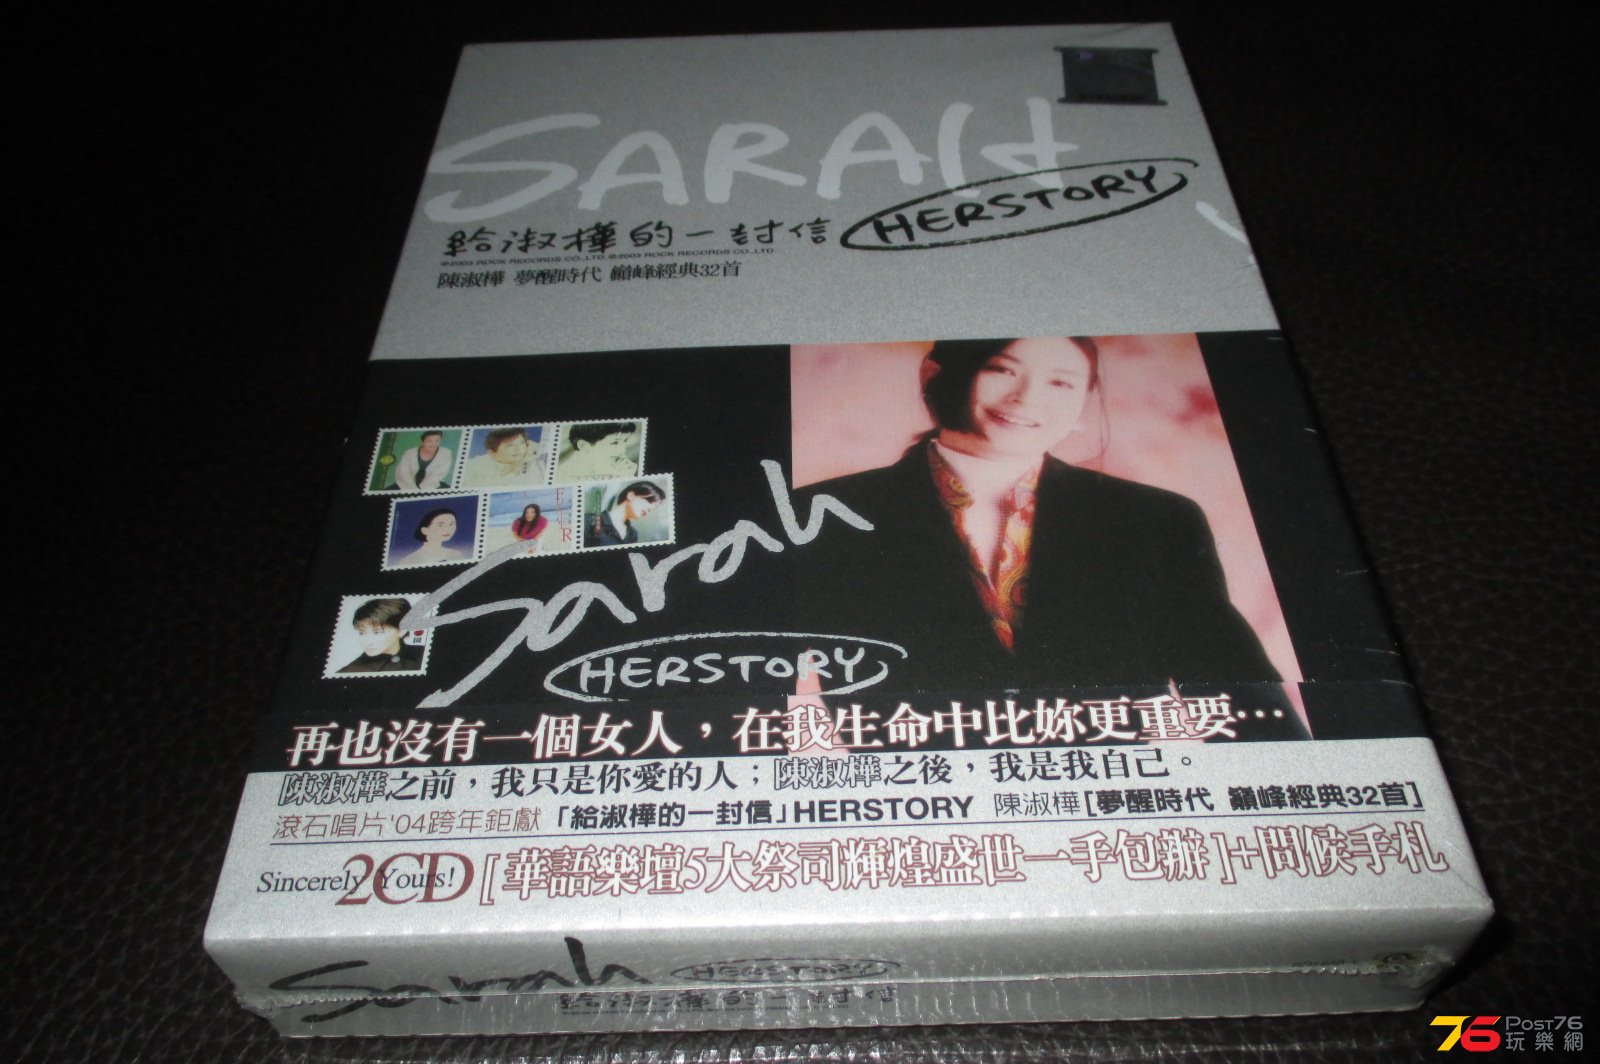 SARAH
給淑樺的一封信 HERSTORY
℗2003 ROCK RECORDS CO.,LTD. ©2003 ROCK RECORDS CO.,LTD.
陳淑樺 夢醒時代 巔峰經典32首
Sarah
HERSTORY
再也沒有一個女人，在我生命中比妳更重要…
陳淑樺之前，我只是你愛的人；陳淑樺之後，我是我自己。
滾石唱片'04跨年鉅獻「給淑樺的一封信」HERSTORY 陳淑樺[夢醒時代 巔峰經典32首]
Sincerely Yours! 2CD [華語樂壇5大祭司輝煌盛世一手包辦]+問候手札
Sarah HERSTORY
給淑樺的一封信
76 Post76
玩樂網